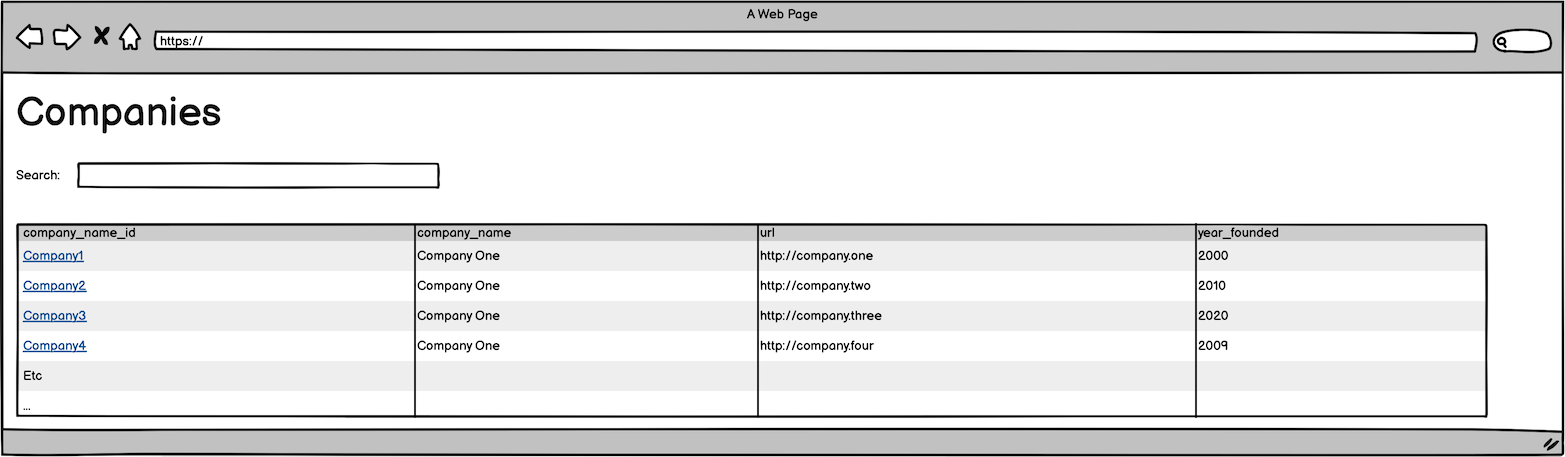 A Web Page
https://
Companies
Search:
company_name_id company_name url year_founded
Company1 Company One http://company.one 2000
Company2 Company One http://company.two 2010
Company3 Company One http://company.three 2020
Company4 Company One http://company.four 2009
Etc
...